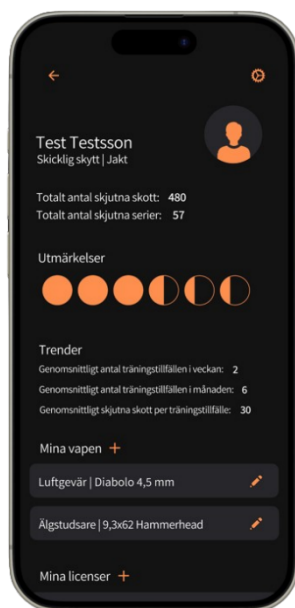 Test Testsson
Skicklig skytt | Jakt
Totalt antal skjutna skott: 480
Totalt antal skjutna serier: 57
Utmärkelser
Trender
Genomsnittligt antal träningstillfällen i veckan: 2
Genomsnittligt antal träningstillfällen i månaden: 6
Genomsnittligt skjutna skott per träningstillfälle: 30
Mina vapen +
Luftgevär | Diabolo 4,5 mm
Älgstudsare | 9,3x62 Hammerhead
Mina licenser +